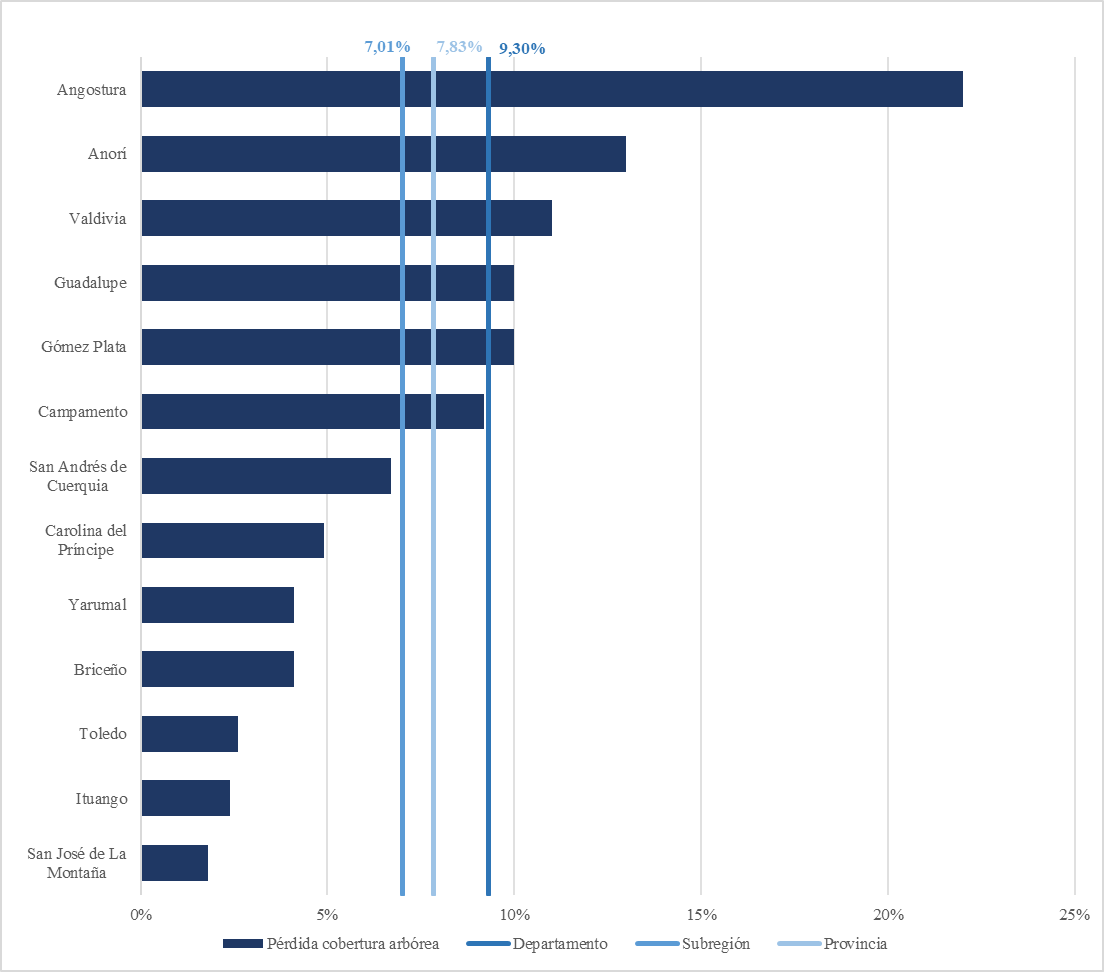 7,01% 7,83% 9,30%
Angostura
Anorí
Valdivia
Guadalupe
Gómez Plata
Campamento
San Andrés de
Cuerquia
Carolina del
Príncipe
Yarumal
Briceño
Toledo
Ituango
San José de La
Montaña
0% 5% 10% 15% 20% 25%
Pérdida cobertura arbórea Departamento Subregión Provincia